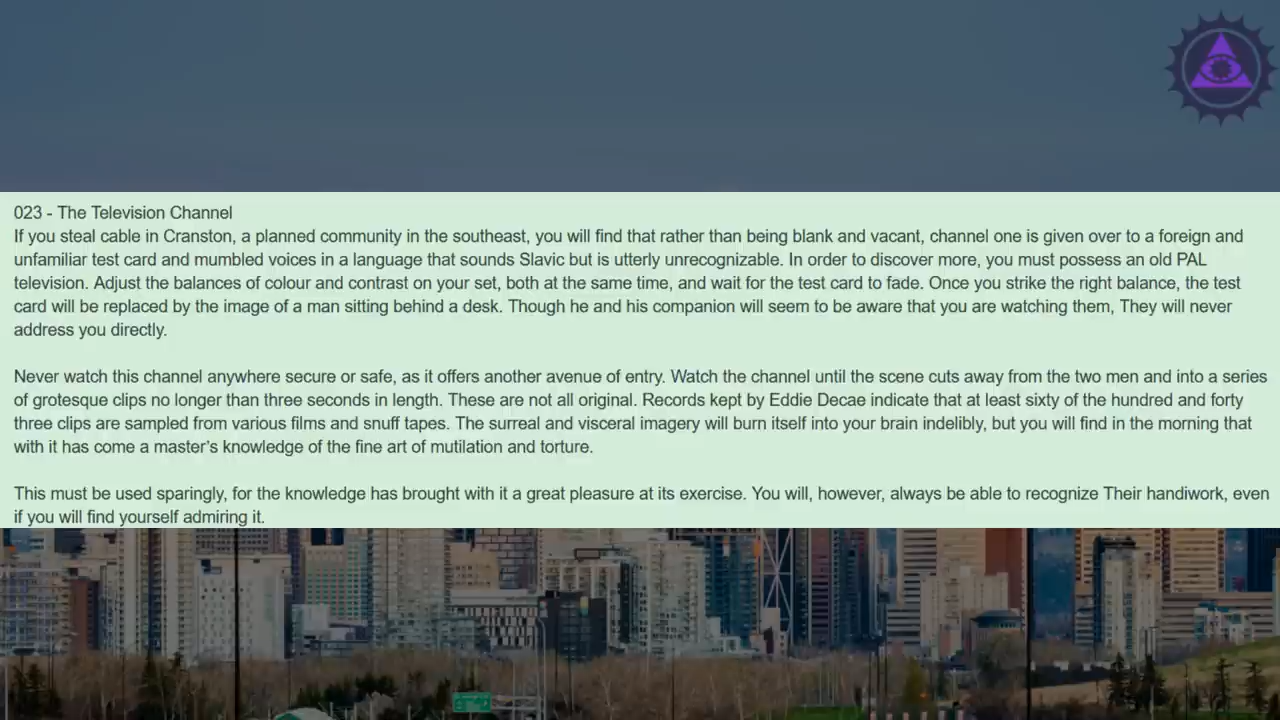 023 - The Television Channel
If you steal cable in Cranston, a planned community in the southeast, you will find that rather than being blank and vacant, channel one is given over to a foreign and
unfamiliar test card and mumbled voices in a language that sounds Slavic but is utterly unrecognizable. In order to discover more, you must possess an old PAL
television. Adjust the balances of colour and contrast on your set, both at the same time, and wait for the test card to fade. Once you strike the right balance, the test
card will be replaced by the image of a man sitting behind a desk. Though he and his companion will seem to be aware that you are watching them, They will never
address you directly.

Never watch this channel anywhere secure or safe, as it offers another avenue of entry. Watch the channel until the scene cuts away from the two men and into a series
of grotesque clips no longer than three seconds in length. These are not all original. Records kept by Eddie Decae indicate that at least sixty of the hundred and forty
three clips are sampled from various films and snuff tapes. The surreal and visceral imagery will burn itself into your brain indelibly, but you will find in the morning that
with it has come a master's knowledge of the fine art of mutilation and torture.

This must be used sparingly, for the knowledge has brought with it a great pleasure at its exercise. You will, however, always be able to recognize Their handiwork, even
if you will find yourself admiring it.